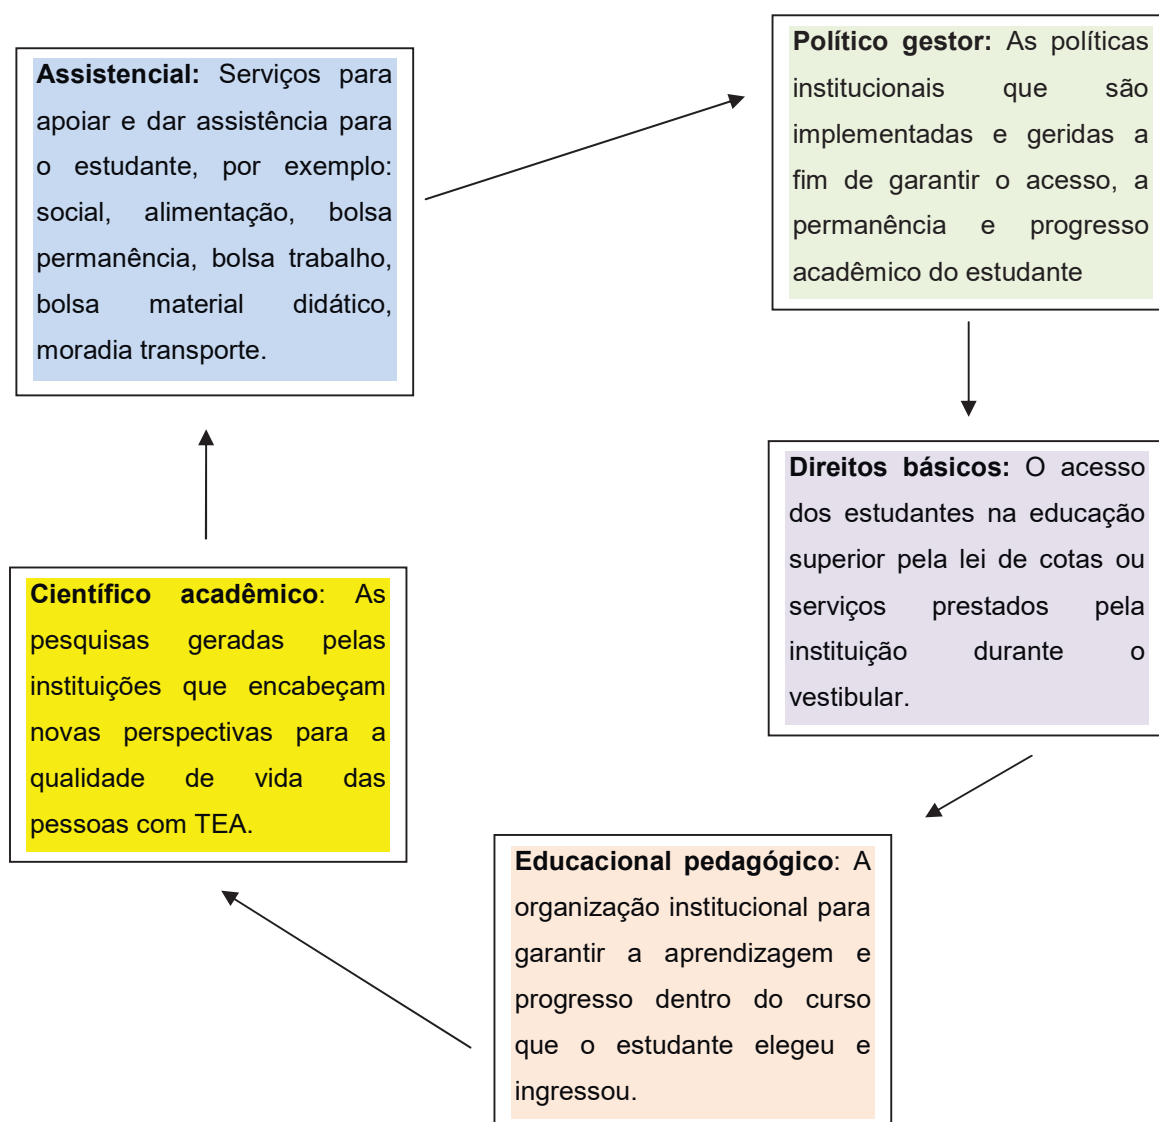 Assistencial: Serviços para
apoiar e dar assistência para
o estudante, por exemplo:
social, alimentação, bolsa
permanência, bolsa trabalho,
bolsa material didático,
moradia transporte.
Político gestor: As políticas
institucionais que são
implementadas e geridas a
fim de garantir o acesso, a
permanência e progresso
acadêmico do estudante
Direitos básicos: O acesso
dos estudantes na educação
superior pela lei de cotas ou
serviços prestados pela
instituição durante o
vestibular.
Educacional pedagógico: A
organização institucional para
garantir a aprendizagem e
progresso dentro do curso
que o estudante elegeu e
ingressou.
Científico acadêmico: As
pesquisas geradas pelas
instituições que encabeçam
novas perspectivas para a
qualidade de vida das
pessoas com TEA.